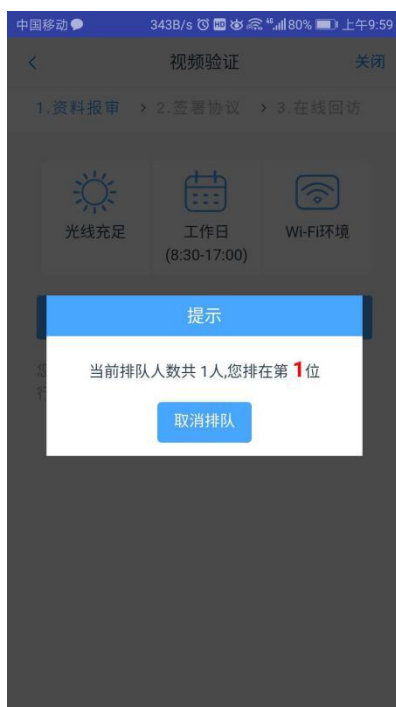 中国移动 343B/s HD 46 80% 上午9:59
视频验证 关闭
1.资料报审 > 2.签署协议 > 3.在线回访
光线充足 工作日 Wi-Fi环境
(8:30-17:00)
提示
当前排队人数共 1人,您排在第 1位
取消排队